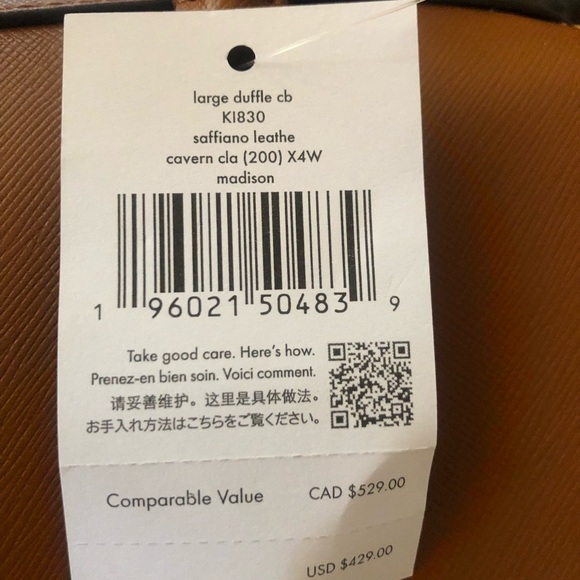 large duffle cb
KI830
saffiano leathe
cavern cla (200) X4W
madison
1 96021 50483 9
Take good care. Here's how.
Prenez-en bien soin. Voici comment.
请妥善维护。这里是具体做法。
お手入れ方法はこちらをご覧ください。
Comparable Value CAD $529.00
USD $429.00